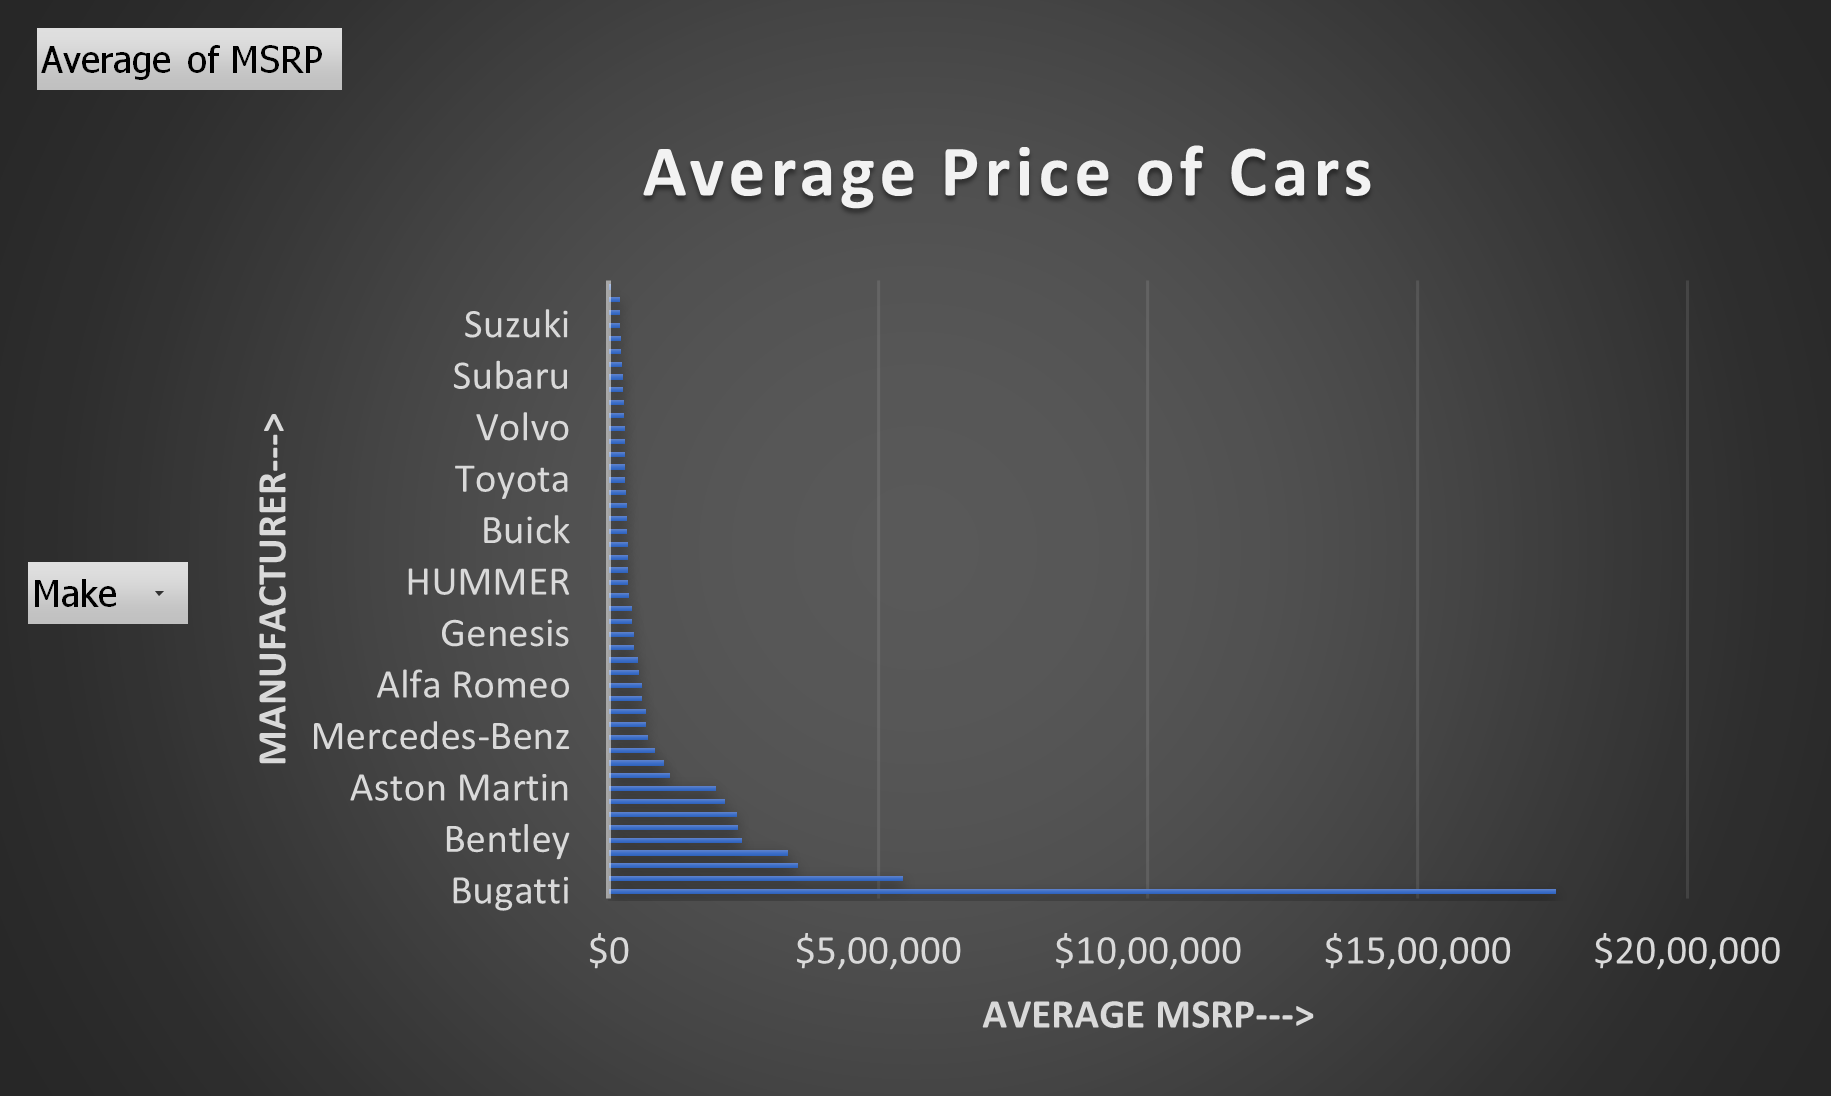 Average of MSRP
Average Price of Cars
MANUFACTURER--->
Make
Suzuki
Subaru
Volvo
Toyota
Buick
HUMMER
Genesis
Alfa Romeo
Mercedes-Benz
Aston Martin
Bentley
Bugatti
$0 $5,00,000 $10,00,000 $15,00,000 $20,00,000
AVERAGE MSRP--->